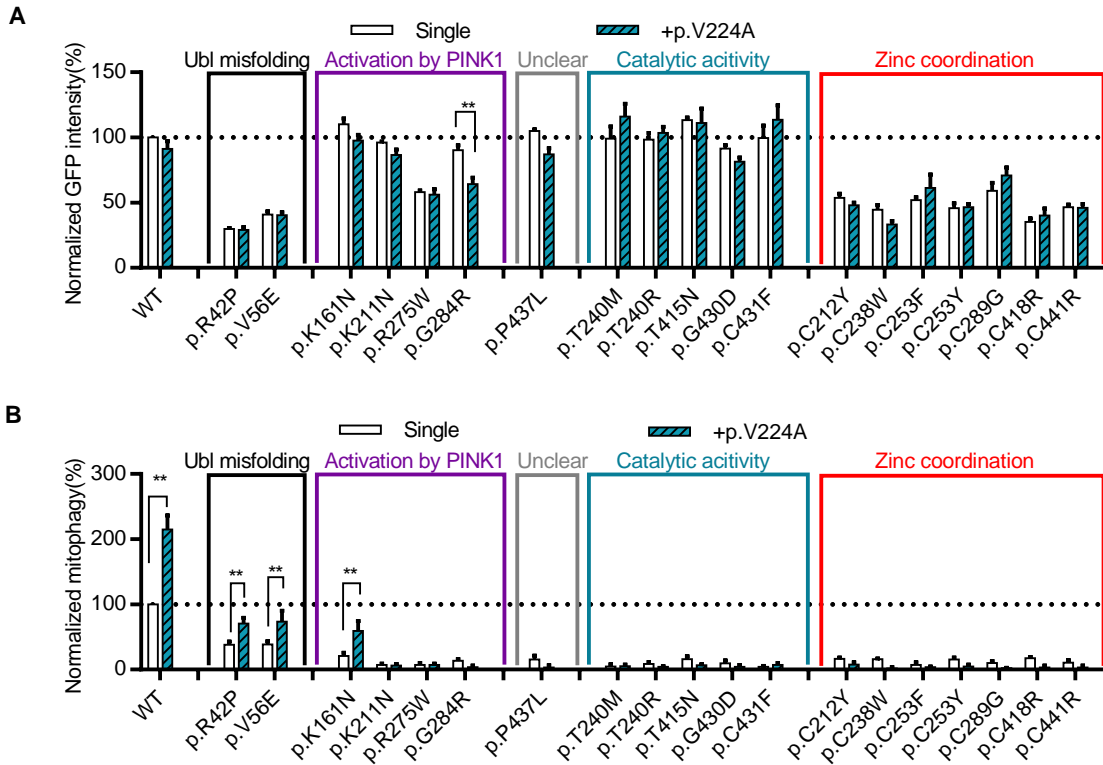 A
Single
+p.V224A
Ubl misfolding
Activation by PINK1
Unclear
Catalytic acitivity
Zinc coordination
Normalized GFP intensity(%)
150
100
50
0
**
WT
p.R42P
p.V56E
p.K161N
p.K211N
p.R275W
p.G284R
p.P437L
p.T240M
p.T240R
p.T415N
p.G430D
p.C431F
p.C212Y
p.C238W
p.C253F
p.C253Y
p.C289G
p.C418R
p.C441R
B
Single
+p.V224A
Ubl misfolding
Activation by PINK1
Unclear
Catalytic acitivity
Zinc coordination
Normalized mitophagy(%)
300
200
100
0
**
**
**
**
WT
p.R42P
p.V56E
p.K161N
p.K211N
p.R275W
p.G284R
p.P437L
p.T240M
p.T240R
p.T415N
p.G430D
p.C431F
p.C212Y
p.C238W
p.C253F
p.C253Y
p.C289G
p.C418R
p.C441R